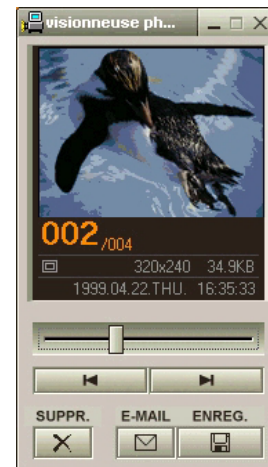 visionneuse ph...
002/004
320x240 34.9KB
1999.04.22.THU. 16:35:33
SUPPR. E-MAIL ENREG.